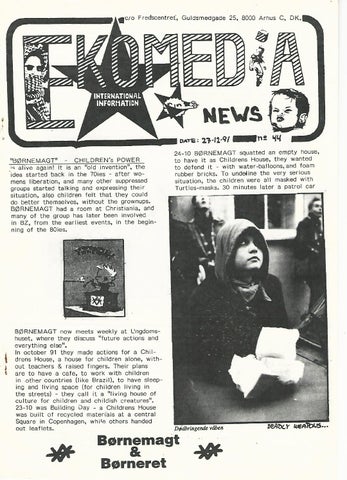 c/o Fredscentret, Guldsmedgade 25, 8000 Århus C, DK.
EKOMEDIA
INTERNATIONAL
INFORMATION
NEWS
DATE: 23-12-91 nº 44
"BØRNEMAGT" - CHILDREN's POWER
is alive again! it is an "old invention", the
idea started back in the 70ies - after wo-
mens liberation, and many other suppressed
groups started talking and expressing their
situation, also children felt that they could
do better themselves, without the grownups.
BØRNEMAGT had a room at Christiania, and
many of the group has later been involved
in BZ, from the earliest events, in the begin-
ning of the 80ies.
BØRNEMAGT now meets weekly at Ungdoms-
huset, where they discuss "future actions and
everything else".
In october 91 they made actions for a Chil-
drens House, a house for children alone, with-
out teachers & raised fingers. Their plans
are to have a cafe, to work with children
in other countries (like Brazil), to have sleep-
ing and living space (for children living in
the streets) - they call it a "living house of
culture for children and childish creatures".
23-10 was Building Day - a Childrens House
was built of recycled materials at a central
Square in Copenhagen, while others handed
out leaflets.
24-10 BØRNEMAGT squatted an empty house,
to have it as Childrens House, they wanted
to defend it - with water-balloons, and foam
rubber bricks. To undeline the very serious
situation, the children were all masked with
Turtles-masks. 30 minutes later a patrol car
Dødbringende våben
DEADLY WEAPONS...
Børnemagt
&
Børneret